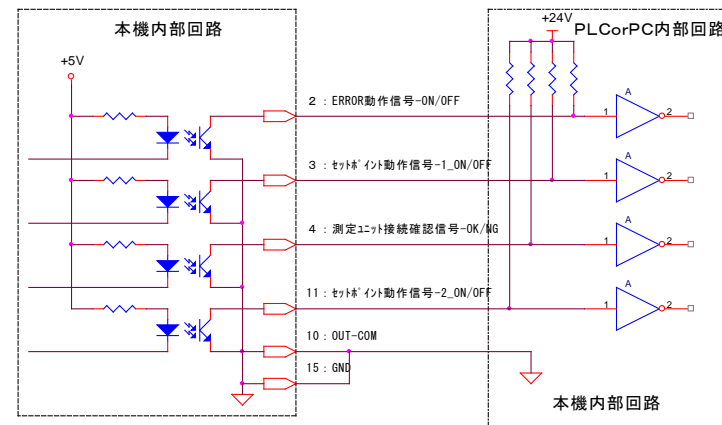 本機内部回路
+5V
+24V
PLCorPC内部回路
2：ERROR動作信号-ON/OFF
A
1
2
3：ｾｯﾄﾎﾟｲﾝﾄ動作信号-1_ON/OFF
A
1
2
4：測定ﾕﾆｯﾄ接続確認信号-OK/NG
A
1
2
11：ｾｯﾄﾎﾟｲﾝﾄ動作信号-2_ON/OFF
A
1
2
10：OUT-COM
15：GND
本機内部回路